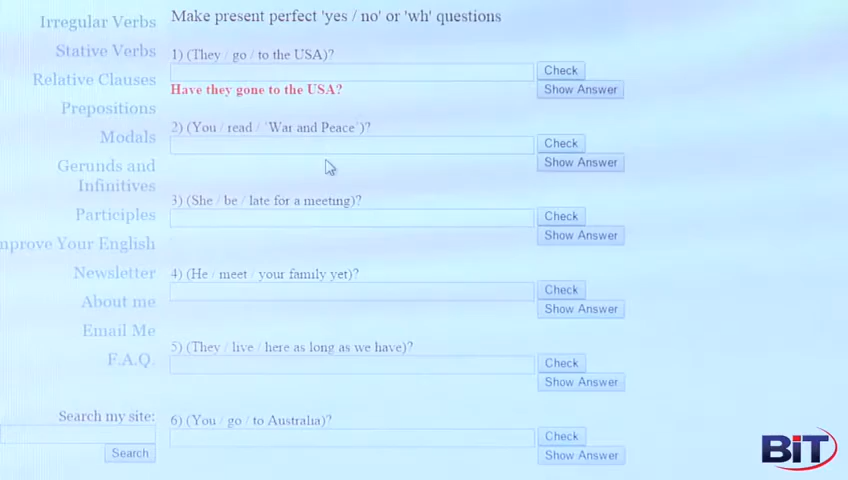 Irregular Verbs
Stative Verbs
Relative Clauses
Prepositions
Modals
Gerunds and
Infinitives
Participles
mprove Your English
Newsletter
About me
Email Me
F.A.Q.
Search my site:
Search
Make present perfect 'yes / no' or 'wh' questions
1) (They / go / to the USA)?
Check
Have they gone to the USA?
Show Answer
2) (You / read / 'War and Peace')?
Check
Show Answer
3) (She / be / late for a meeting)?
Check
Show Answer
4) (He / meet / your family yet)?
Check
Show Answer
5) (They / live / here as long as we have)?
Check
Show Answer
6) (You / go / to Australia)?
Check
Show Answer
BiT